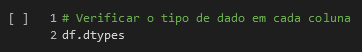 [ ] 1 # Verificar o tipo de dado em cada coluna
2 df.dtypes